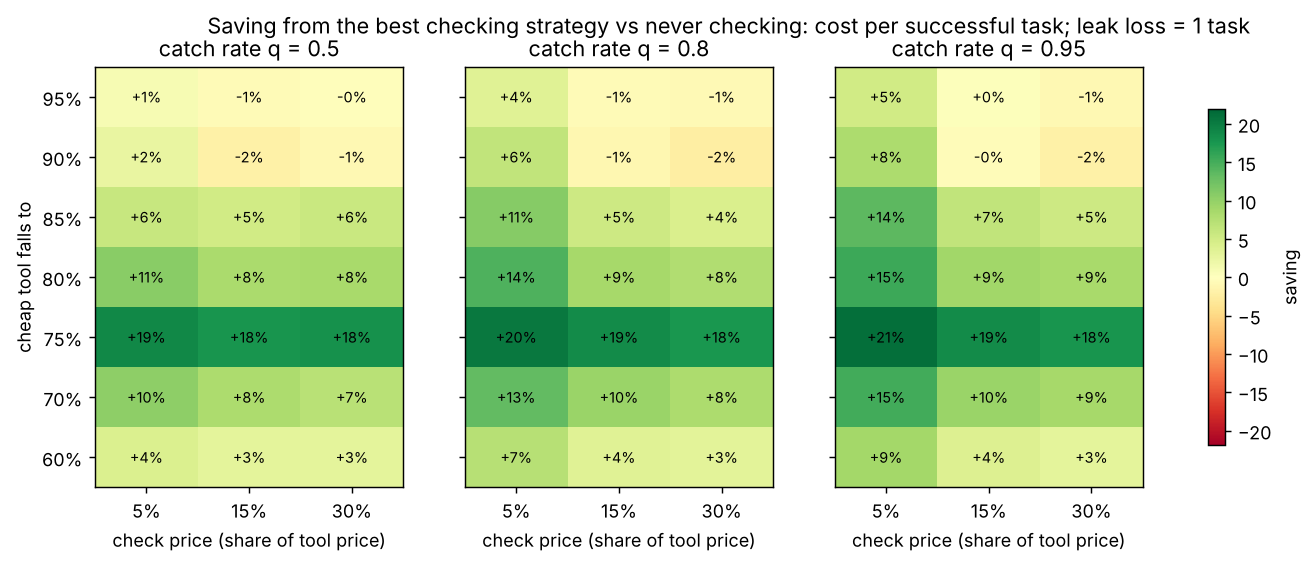 Saving from the best checking strategy vs never checking: cost per successful task; leak loss = 1 task
catch rate q = 0.5
catch rate q = 0.8
catch rate q = 0.95
cheap tool falls to
95%
+1% -1% -0%
+4% -1% -1%
+5% +0% -1%
90%
+2% -2% -1%
+6% -1% -2%
+8% -0% -2%
85%
+6% +5% +6%
+11% +5% +4%
+14% +7% +5%
80%
+11% +8% +8%
+14% +9% +8%
+15% +9% +9%
75%
+19% +18% +18%
+20% +19% +18%
+21% +19% +18%
70%
+10% +8% +7%
+13% +10% +8%
+15% +10% +9%
60%
+4% +3% +3%
+7% +4% +3%
+9% +4% +3%
5% 15% 30%
5% 15% 30%
5% 15% 30%
check price (share of tool price)
check price (share of tool price)
check price (share of tool price)
20
15
10
5
0
−5
−10
−15
−20
saving